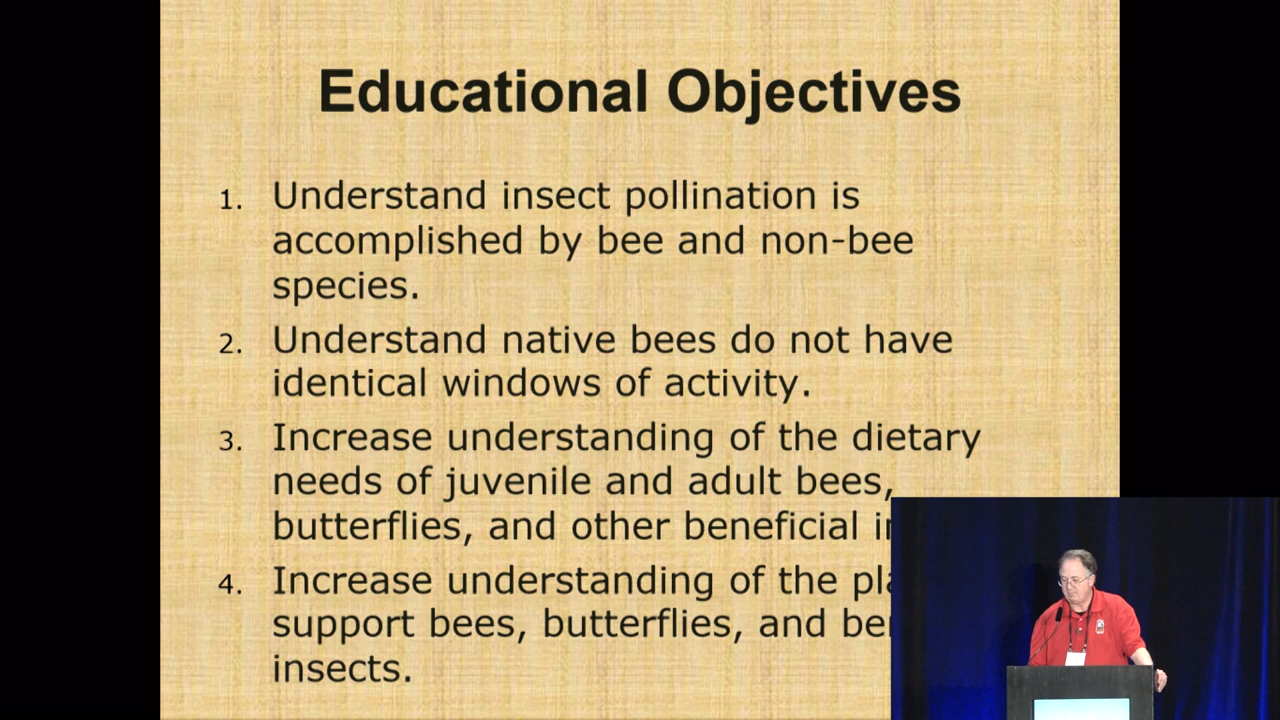 Educational Objectives
1. Understand insect pollination is
accomplished by bee and non-bee
species.
2. Understand native bees do not have
identical windows of activity.
3. Increase understanding of the dietary
needs of juvenile and adult bees,
butterflies, and other beneficial
4. Increase understanding of the
support bees, butterflies, and
insects.